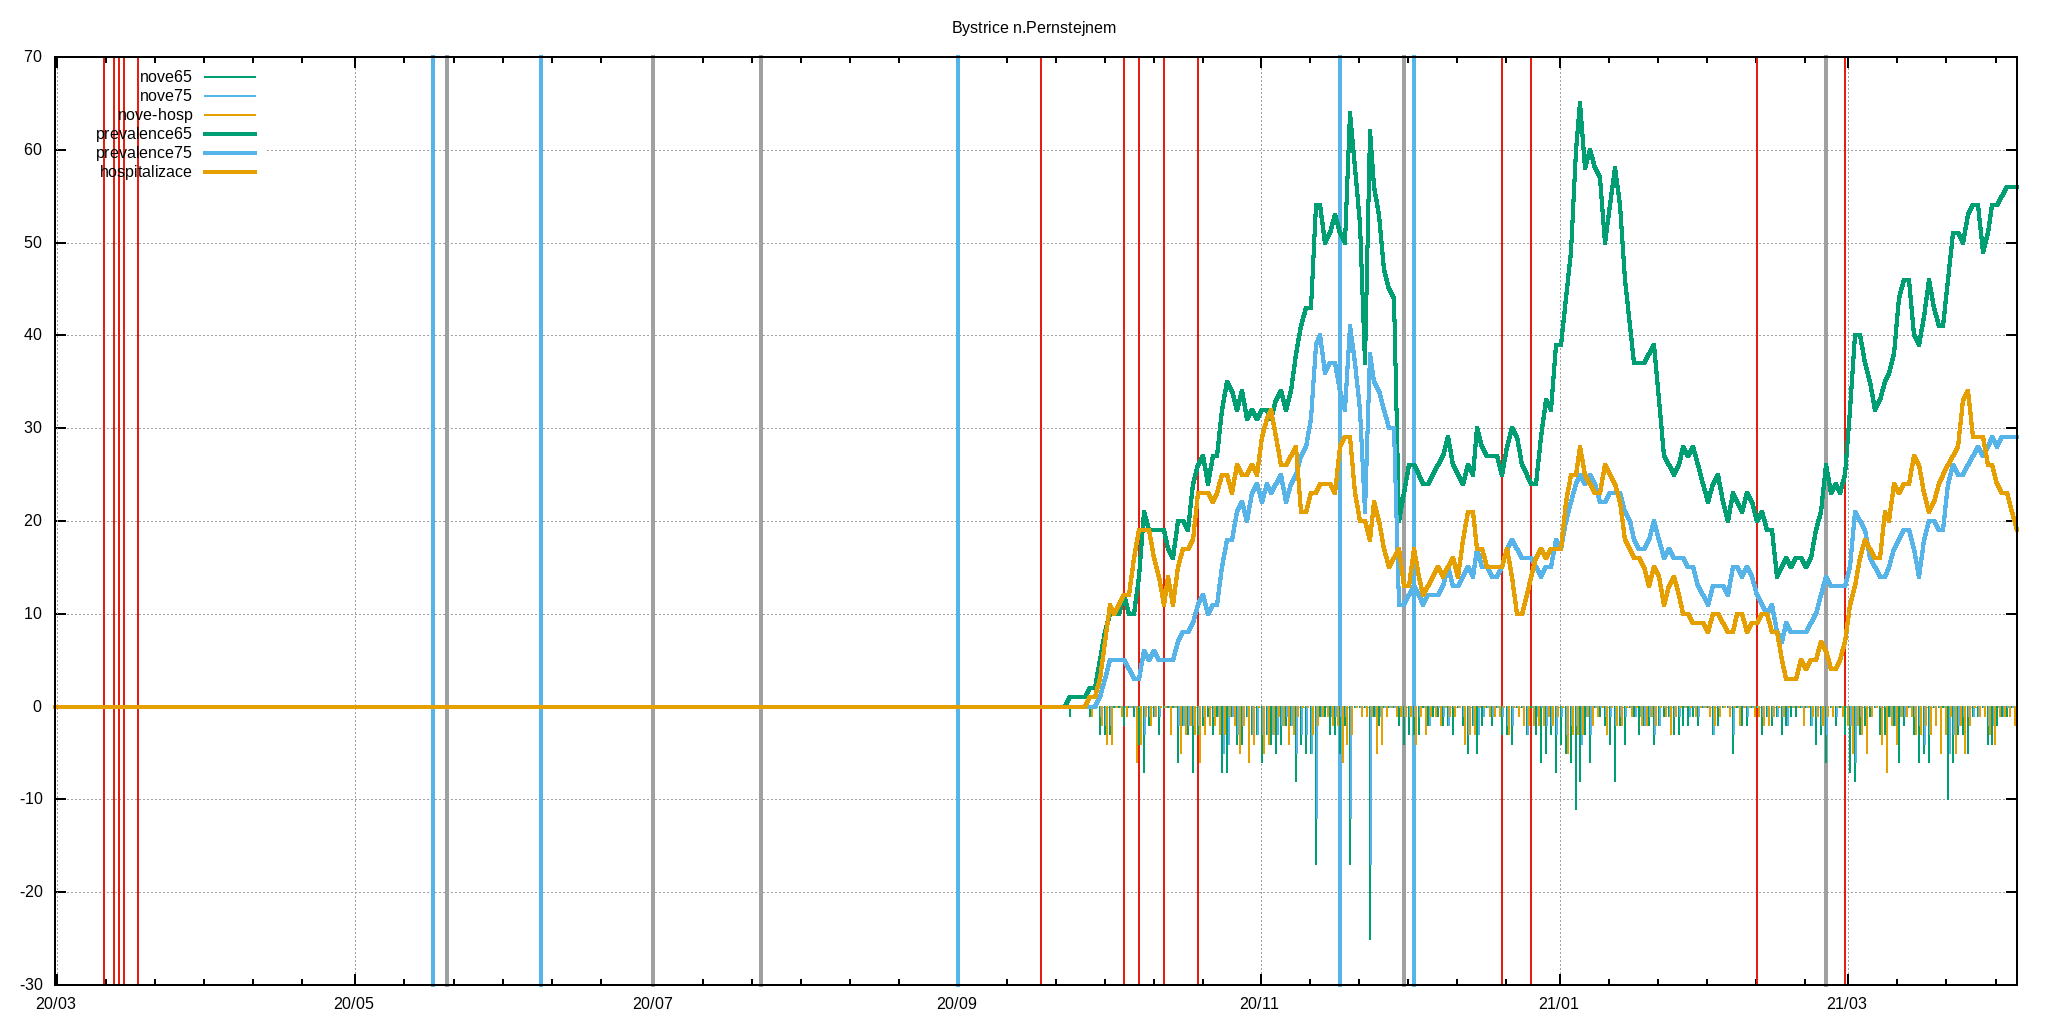 Bystrice n.Pernstejnem
70
nove65
nove75
nove-hosp
prevalence65
prevalence75
hospitalizace
60
50
40
30
20
10
0
-10
-20
-30
20/03 20/05 20/07 20/09 20/11 21/01 21/03